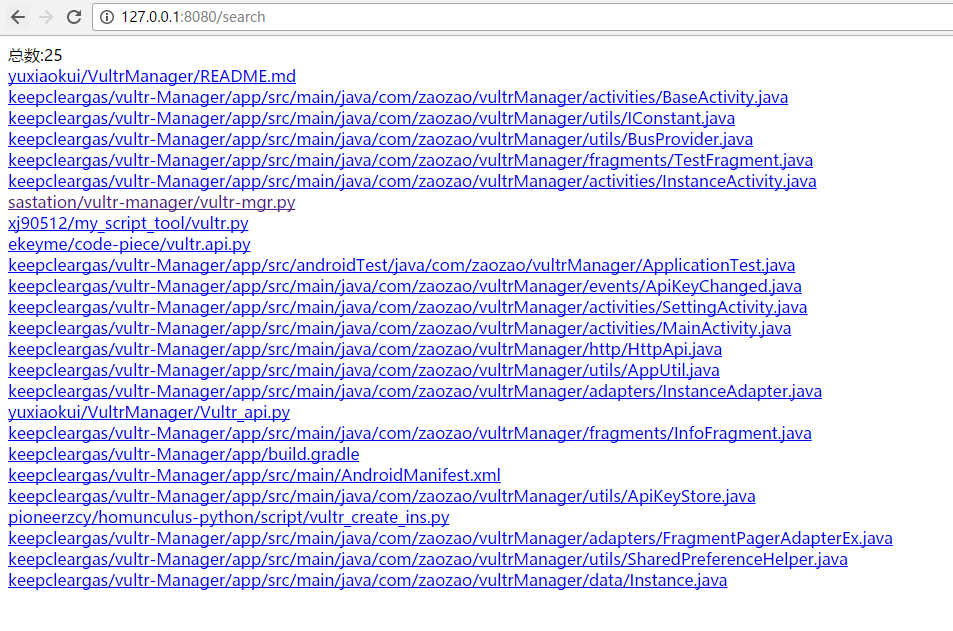 127.0.0.1:8080/search
总数:25
yuxiaokui/VultrManager/README.md
keepcleargas/vultr-Manager/app/src/main/java/com/zaozao/vultrManager/activities/BaseActivity.java
keepcleargas/vultr-Manager/app/src/main/java/com/zaozao/vultrManager/utils/IConstant.java
keepcleargas/vultr-Manager/app/src/main/java/com/zaozao/vultrManager/utils/BusProvider.java
keepcleargas/vultr-Manager/app/src/main/java/com/zaozao/vultrManager/fragments/TestFragment.java
keepcleargas/vultr-Manager/app/src/main/java/com/zaozao/vultrManager/activities/InstanceActivity.java
sastation/vultr-manager/vultr-mgr.py
xj90512/my_script_tool/vultr.py
ekeyme/code-piece/vultr.api.py
keepcleargas/vultr-Manager/app/src/androidTest/java/com/zaozao/vultrManager/ApplicationTest.java
keepcleargas/vultr-Manager/app/src/main/java/com/zaozao/vultrManager/events/ApiKeyChanged.java
keepcleargas/vultr-Manager/app/src/main/java/com/zaozao/vultrManager/activities/SettingActivity.java
keepcleargas/vultr-Manager/app/src/main/java/com/zaozao/vultrManager/activities/MainActivity.java
keepcleargas/vultr-Manager/app/src/main/java/com/zaozao/vultrManager/http/HttpApi.java
keepcleargas/vultr-Manager/app/src/main/java/com/zaozao/vultrManager/utils/AppUtil.java
keepcleargas/vultr-Manager/app/src/main/java/com/zaozao/vultrManager/adapters/InstanceAdapter.java
yuxiaokui/VultrManager/Vultr_api.py
keepcleargas/vultr-Manager/app/src/main/java/com/zaozao/vultrManager/fragments/InfoFragment.java
keepcleargas/vultr-Manager/app/build.gradle
keepcleargas/vultr-Manager/app/src/main/AndroidManifest.xml
keepcleargas/vultr-Manager/app/src/main/java/com/zaozao/vultrManager/utils/ApiKeyStore.java
pioneerzcy/homunculus-python/script/vultr_create_ins.py
keepcleargas/vultr-Manager/app/src/main/java/com/zaozao/vultrManager/adapters/FragmentPagerAdapterEx.java
keepcleargas/vultr-Manager/app/src/main/java/com/zaozao/vultrManager/utils/SharedPreferenceHelper.java
keepcleargas/vultr-Manager/app/src/main/java/com/zaozao/vultrManager/data/Instance.java